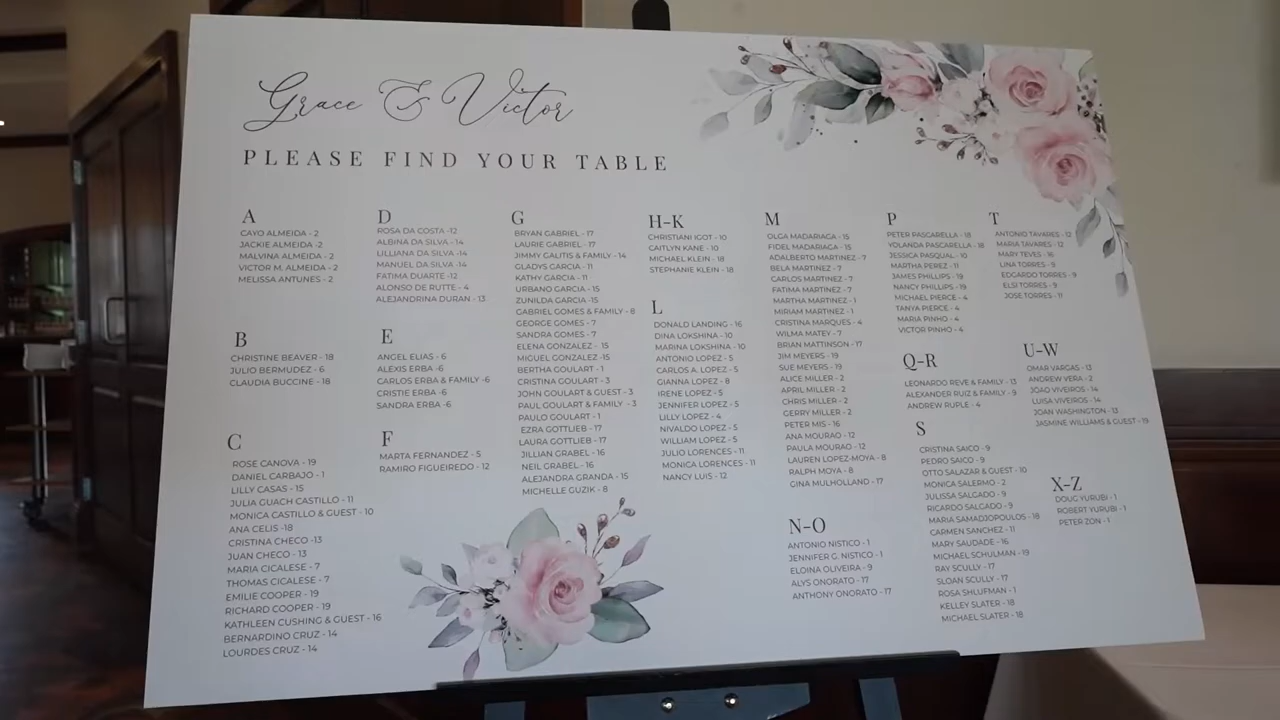 Grace & Victor
PLEASE FIND YOUR TABLE
A
CAYO ALMEIDA - 2
JACKIE ALMEIDA -2
MALVINA ALMEIDA - 2
VICTOR M. ALMEIDA - 2
MELISSA ANTUNES - 2
B
CHRISTINE BEAVER - 18
JULIO BERMUDEZ - 6
CLAUDIA BUCCINE - 18
C
ROSE CANOVA - 19
DANIEL CARBAJO - 1
LILLY CASAS - 15
JULIA GUACH CASTILLO - 11
MONICA CASTILLO & GUEST - 10
ANA CELIS -18
CRISTINA CHECO -13
JUAN CHECO - 13
MARIA CICALESE - 7
THOMAS CICALESE - 7
EMILIE COOPER - 19
RICHARD COOPER - 19
KATHLEEN CUSHING & GUEST - 16
BERNARDINO CRUZ - 14
LOURDES CRUZ - 14
D
ROSA DA COSTA -12
ALBINA DA SILVA -14
LILLIANA DA SILVA -14
MANUEL DA SILVA -14
FATIMA DUARTE -12
ALONSO DE RUTTE - 4
ALEJANDRINA DURAN - 13
E
ANGEL ELIAS - 6
ALEXIS ERBA - 6
CARLOS ERBA & FAMILY -6
CRISTIE ERBA - 6
SANDRA ERBA - 6
F
MARTA FERNANDEZ - 5
RAMIRO FIGUEIREDO - 12
G
BRYAN GABRIEL - 17
LAURIE GABRIEL - 17
JIMMY GAUTIS & FAMILY - 14
GLADYS GARCIA - 11
KATHY GARCIA - 11
URBANO GARCIA - 15
ZUNILDA GARCIA - 15
GABRIEL GOMES & FAMILY - 8
GEORGE GOMES - 7
SANDRA GOMES - 7
ELENA GONZALEZ - 15
MIGUEL GONZALEZ -15
BERTHA GOULART - 1
CRISTINA GOULART - 3
JOHN GOULART & GUEST - 3
PAUL GOULART & FAMILY - 3
PAULO GOULART - 1
EZRA GOTTLIEB - 17
LAURA GOTTLIEB - 17
JILLIAN GRABEL - 16
NEIL GRABEL - 16
ALEJANDRA GRANDA - 15
MICHELLE GUZIK - 8
H-K
CHRISTIANI IGOT - 10
CAITLYN KANE - 10
MICHAEL KLEIN - 18
STEPHANIE KLEIN - 18
L
DONALD LANDING - 16
DINA LOKSHINA - 10
MARINA LOKSHINA - 10
ANTONIO LOPEZ - 5
CARLOS A. LOPEZ - 5
GIANNA LOPEZ - 8
IRENE LOPEZ - 5
JENNIFER LOPEZ - 5
LILLY LOPEZ - 4
NIVALDO LOPEZ - 5
WILLIAM LOPEZ - 5
JULIO LORENCES - 11
MONICA LORENCES - 11
NANCY LUIS - 12
M
OLGA MADARIAGA - 15
FIDEL MADARIAGA - 15
ADALBERTO MARTINEZ - 7
BELA MARTINEZ - 7
CARLOS MARTINEZ - 7
FATIMA MARTINEZ - 7
MARTHA MARTINEZ - 1
MIRIAM MARTINEZ - 1
CRISTINA MARQUES - 4
WILMA MATEY - 7
BRIAN MATTINSON - 17
JIM MEYERS - 19
SUE MEYERS - 19
ALICE MILLER - 2
APRIL MILLER - 2
CHRIS MILLER - 2
GERRY MILLER - 2
PETER MIS - 16
ANA MOURAO - 12
PAULA MOURAO - 12
LAUREN LOPEZ-MOYA - 8
RALPH MOYA - 8
GINA MULHOLLAND - 17
N-O
ANTONIO NISTICO - 1
JENNIFER G. NISTICO - 1
ELOINA OLIVEIRA - 9
ALYS ONORATO - 17
ANTHONY ONORATO - 17
P
PETER PASCARELLA - 18
YOLANDA PASCARELLA - 18
JESSICA PASQUAL - 10
MARTHA PEREZ - 11
JAMES PHILLIPS - 19
NANCY PHILLIPS - 19
MICHAEL PIERCE - 4
TANYA PIERCE - 4
MARIA PINHO - 4
VICTOR PINHO - 4
Q-R
LEONARDO REVE & FAMILY - 13
ALEXANDER RUIZ & FAMILY - 9
ANDREW RUPLE - 4
S
CRISTINA SAICO - 9
PEDRO SAICO - 9
OTTO SALAZAR & GUEST - 10
MONICA SALERMO - 2
JULISSA SALGADO - 9
RICARDO SALGADO - 9
MARIA SAMADJOPOULOS - 18
CARMEN SANCHEZ - 11
MARY SAUDADE - 16
MICHAEL SCHULMAN - 19
RAY SCULLY - 17
SLOAN SCULLY - 17
ROSA SHLUFMAN - 1
KELLEY SLATER - 18
MICHAEL SLATER - 18
T
ANTONIO TAVARES - 12
MARIA TAVARES - 12
MARY TEVES - 16
LINA TORRES - 9
EDGARDO TORRES - 9
ELSI TORRES - 9
JOSE TORRES - 11
U-W
OMAR VARGAS - 13
ANDREW VERA - 2
JOAO VIVEIROS - 14
LUISA VIVEIROS - 14
JOAN WASHINGTON - 13
JASMINE WILLIAMS & GUEST - 19
X-Z
DOUG YURUBI - 1
ROBERT YURUBI - 1
PETER ZON - 1